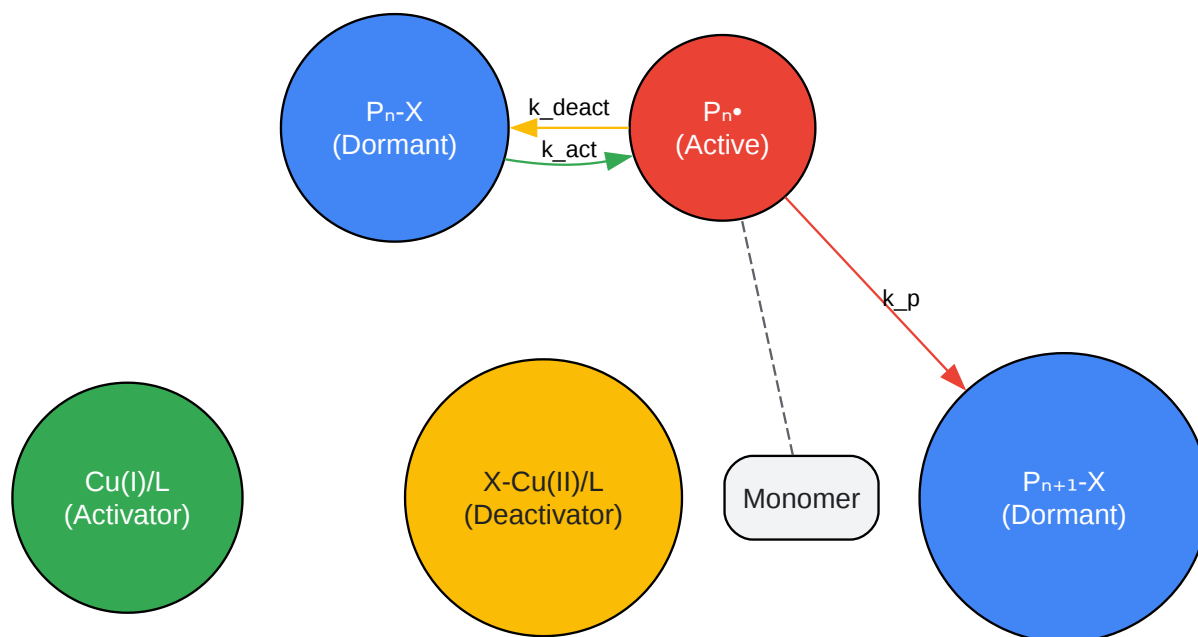 Pₙ-X
(Dormant)
k_deact
k_act
Pₙ•
(Active)
k_p
Cu(I)/L
(Activator)
X-Cu(II)/L
(Deactivator)
Monomer
Pₙ₊₁-X
(Dormant)